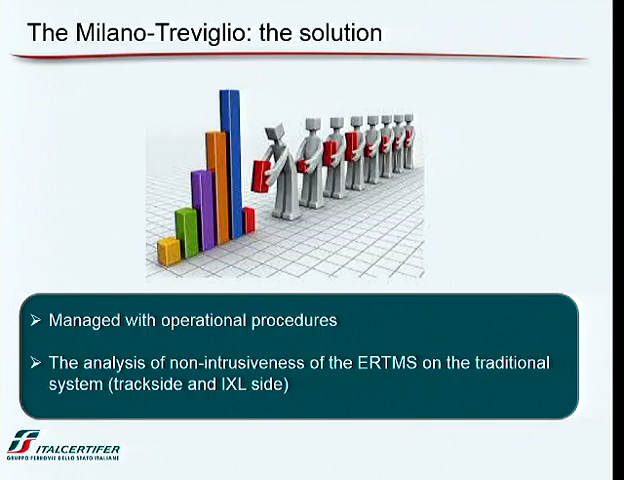 The Milano-Treviglio: the solution
Managed with operational procedures
The analysis of non-intrusiveness of the ERTMS on the traditional
system (trackside and IXL side)
ITALCERTIFER
GRUPPO FERROVIE DELLO STATO ITALIANE